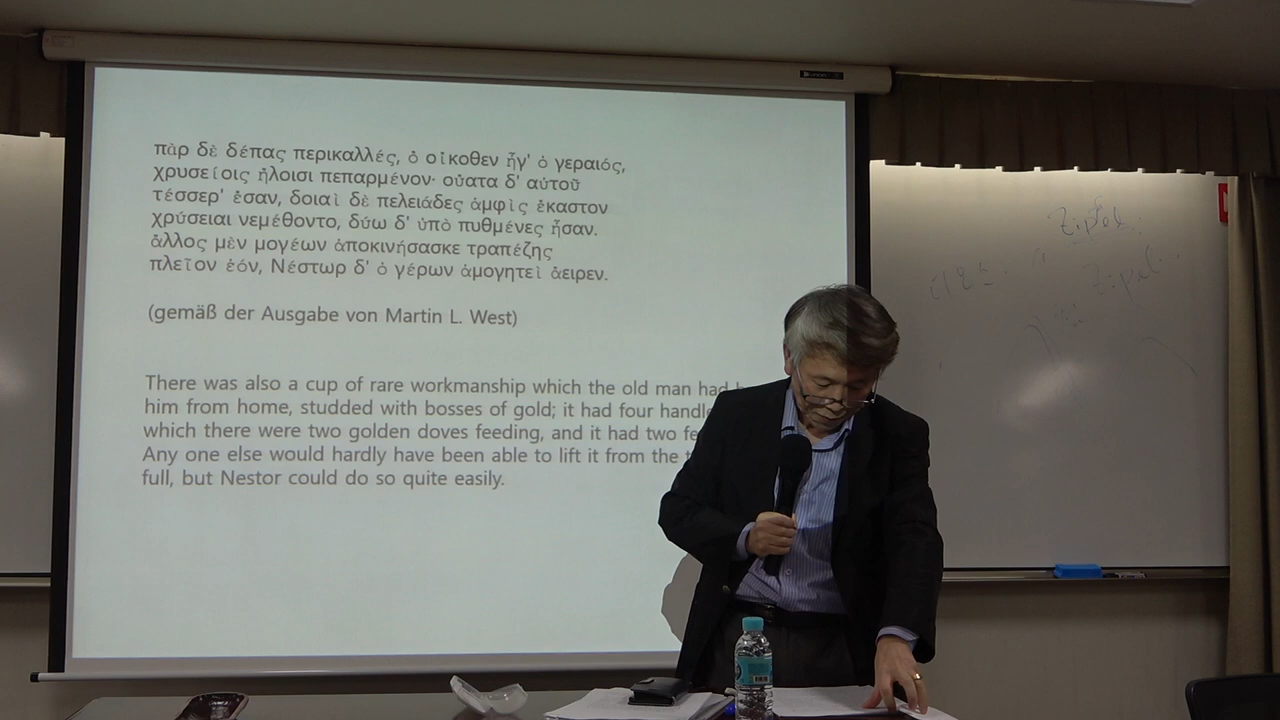 πὰρ δὲ δέπας περικαλλές, ὃ οἴκοθεν ἦγ' ὁ γεραιός,
χρυσείοις ἥλοισι πεπαρμένον· οὔατα δ' αὐτοῦ
τέσσερ' ἔσαν, δοιαὶ δὲ πελειάδες ἀμφὶς ἕκαστον
χρύσειαι νεμέθοντο, δύω δ' ὑπὸ πυθμένες ἦσαν.
ἄλλος μὲν μογέων ἀποκινήσασκε τραπέζης
πλεῖον ἐόν, Νέστωρ δ' ὁ γέρων ἀμογητεὶ ἄειρεν.
(gemäß der Ausgabe von Martin L. West)
There was also a cup of rare workmanship which the old man had
him from home, studded with bosses of gold; it had four
which there were two golden doves feeding, and it had two
Any one else would hardly have been able to lift it from the
full, but Nestor could do so quite easily.
Zipfel
Zipfel